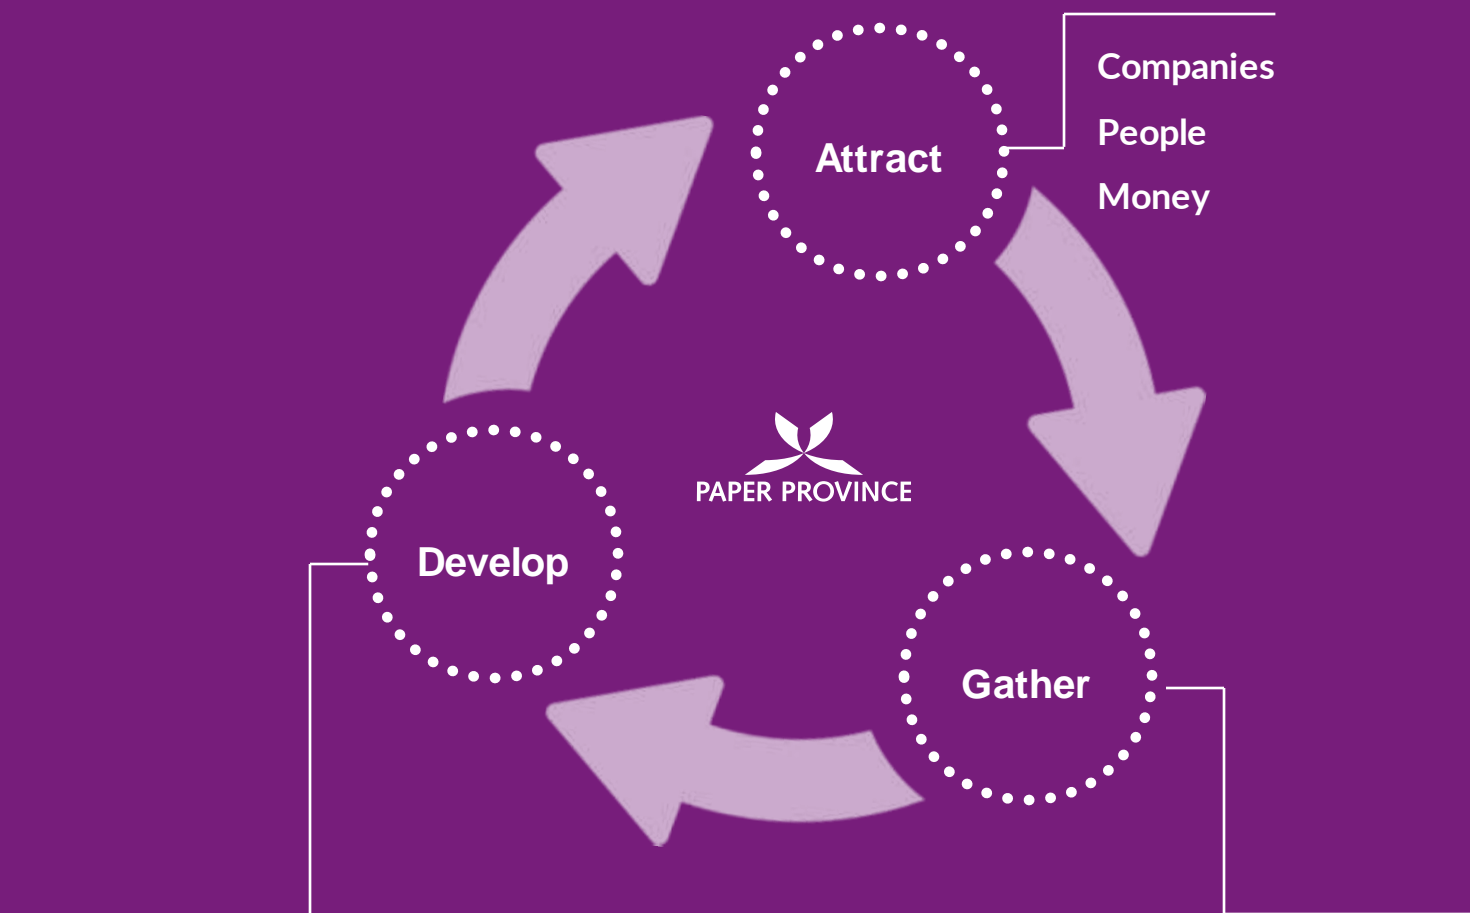 Companies
People
Attract
Money
PAPER PROVINCE
Develop
Gather